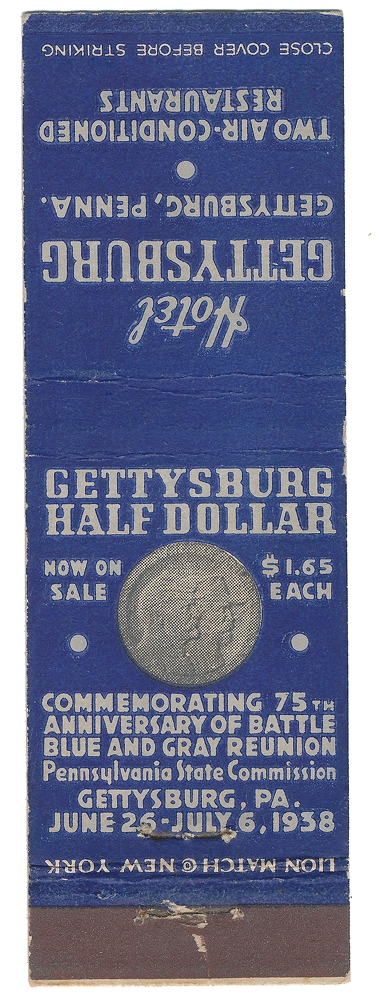 CLOSE COVER BEFORE STRIKING
Hotel
GETTYSBURG
GETTYSBURG, PENNA.
TWO AIR-CONDITIONED
RESTAURANTS
GETTYSBURG
HALF DOLLAR
NOW ON
SALE
$1.65
EACH
COMMEMORATING 75TH
ANNIVERSARY OF BATTLE
BLUE AND GRAY REUNION
Pennsylvania State Commission
GETTYSBURG, PA.
JUNE 26-JULY 6, 1938
LION MATCH © NEW YORK